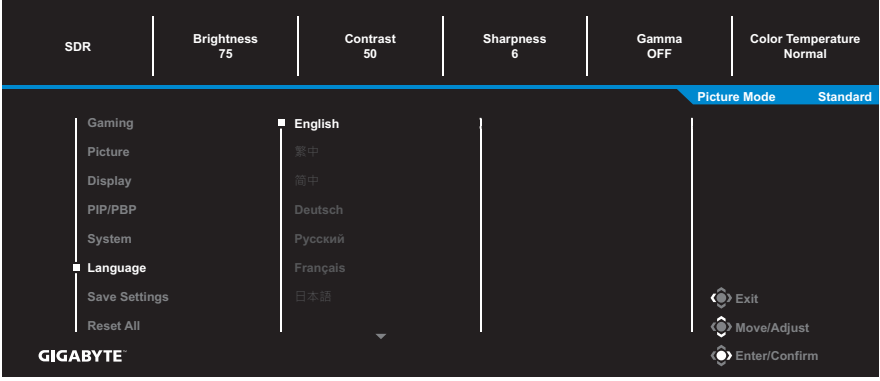 SDR
Brightness
75
Contrast
50
Sharpness
6
Gamma
OFF
Color Temperature
Normal
Picture Mode Standard
Gaming
Picture
Display
PIP/PBP
System
Language
Save Settings
Reset All
English
繁中
简中
Deutsch
Русский
Français
日本語
Exit
Move/Adjust
Enter/Confirm
GIGABYTE™